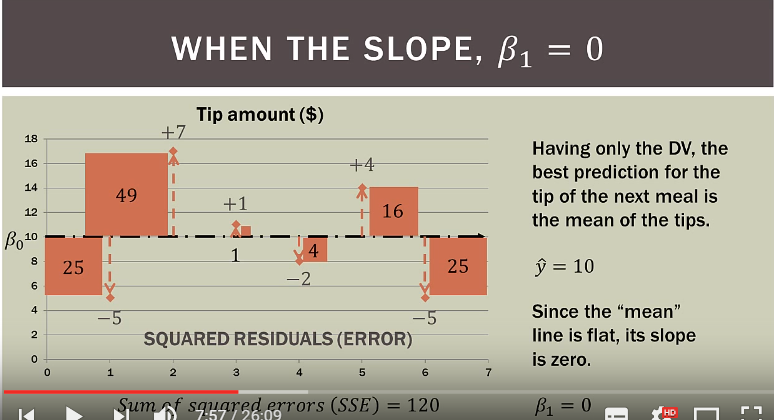 WHEN THE SLOPE, β₁ = 0
Tip amount ($)
18
16
14
12
10
8
6
4
2
0
β₀
0 1 2 3 4 5 6 7
+7
49
+1
1
+4
16
25
−5
−2
4
25
−5
SQUARED RESIDUALS (ERROR)
Having only the DV, the
best prediction for the
tip of the next meal is
the mean of the tips.
ŷ = 10
Since the “mean”
line is flat, its slope
is zero.
Sum of squared errors (SSE) = 120
β₁ = 0
7:57 / 26:09
HD